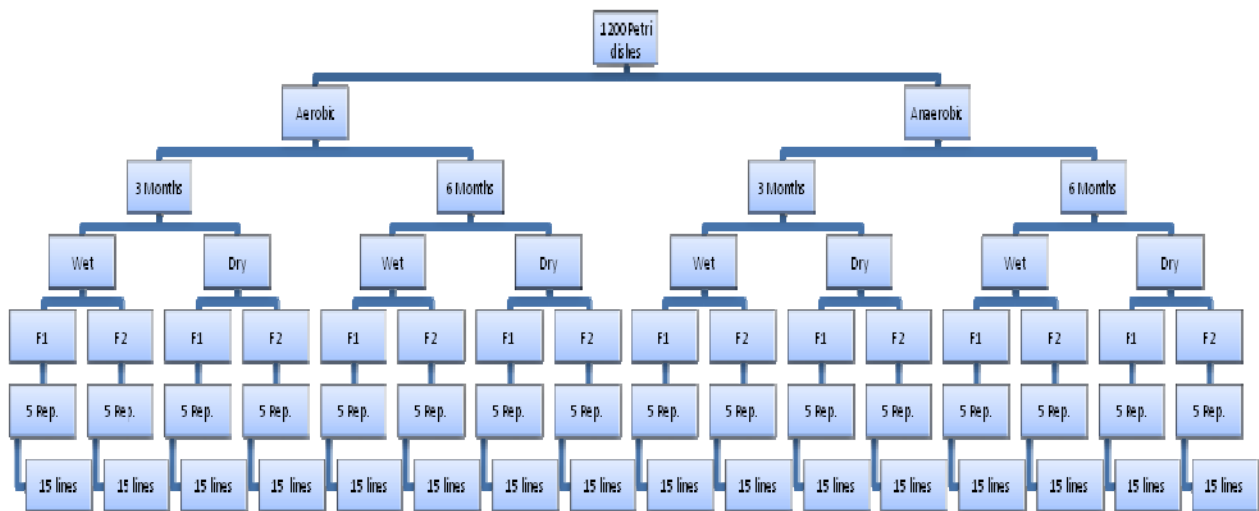 1200 Petri
dishes
Aerobic Anaerobic
3 Months 6 Months 3 Months 6 Months
Wet Dry Wet Dry Wet Dry Wet Dry
F1 F2 F1 F2 F1 F2 F1 F2 F1 F2 F1 F2 F1 F2 F1 F2
5 Rep. 5 Rep. 5 Rep. 5 Rep. 5 Rep. 5 Rep. 5 Rep. 5 Rep. 5 Rep. 5 Rep. 5 Rep. 5 Rep. 5 Rep. 5 Rep. 5 Rep. 5 Rep.
15 lines 15 lines 15 lines 15 lines 15 lines 15 lines 15 lines 15 lines 15 lines 15 lines 15 lines 15 lines 15 lines 15 lines 15 lines 15 lines